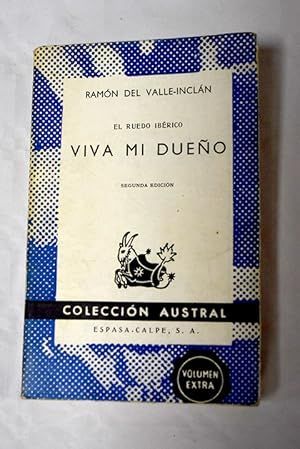 RAMÓN DEL VALLE-INCLÁN
EL RUEDO IBÉRICO
VIVA MI DUEÑO
SEGUNDA EDICIÓN
COLECCIÓN AUSTRAL
ESPASA-CALPE, S. A.
VOLUMEN
EXTRA